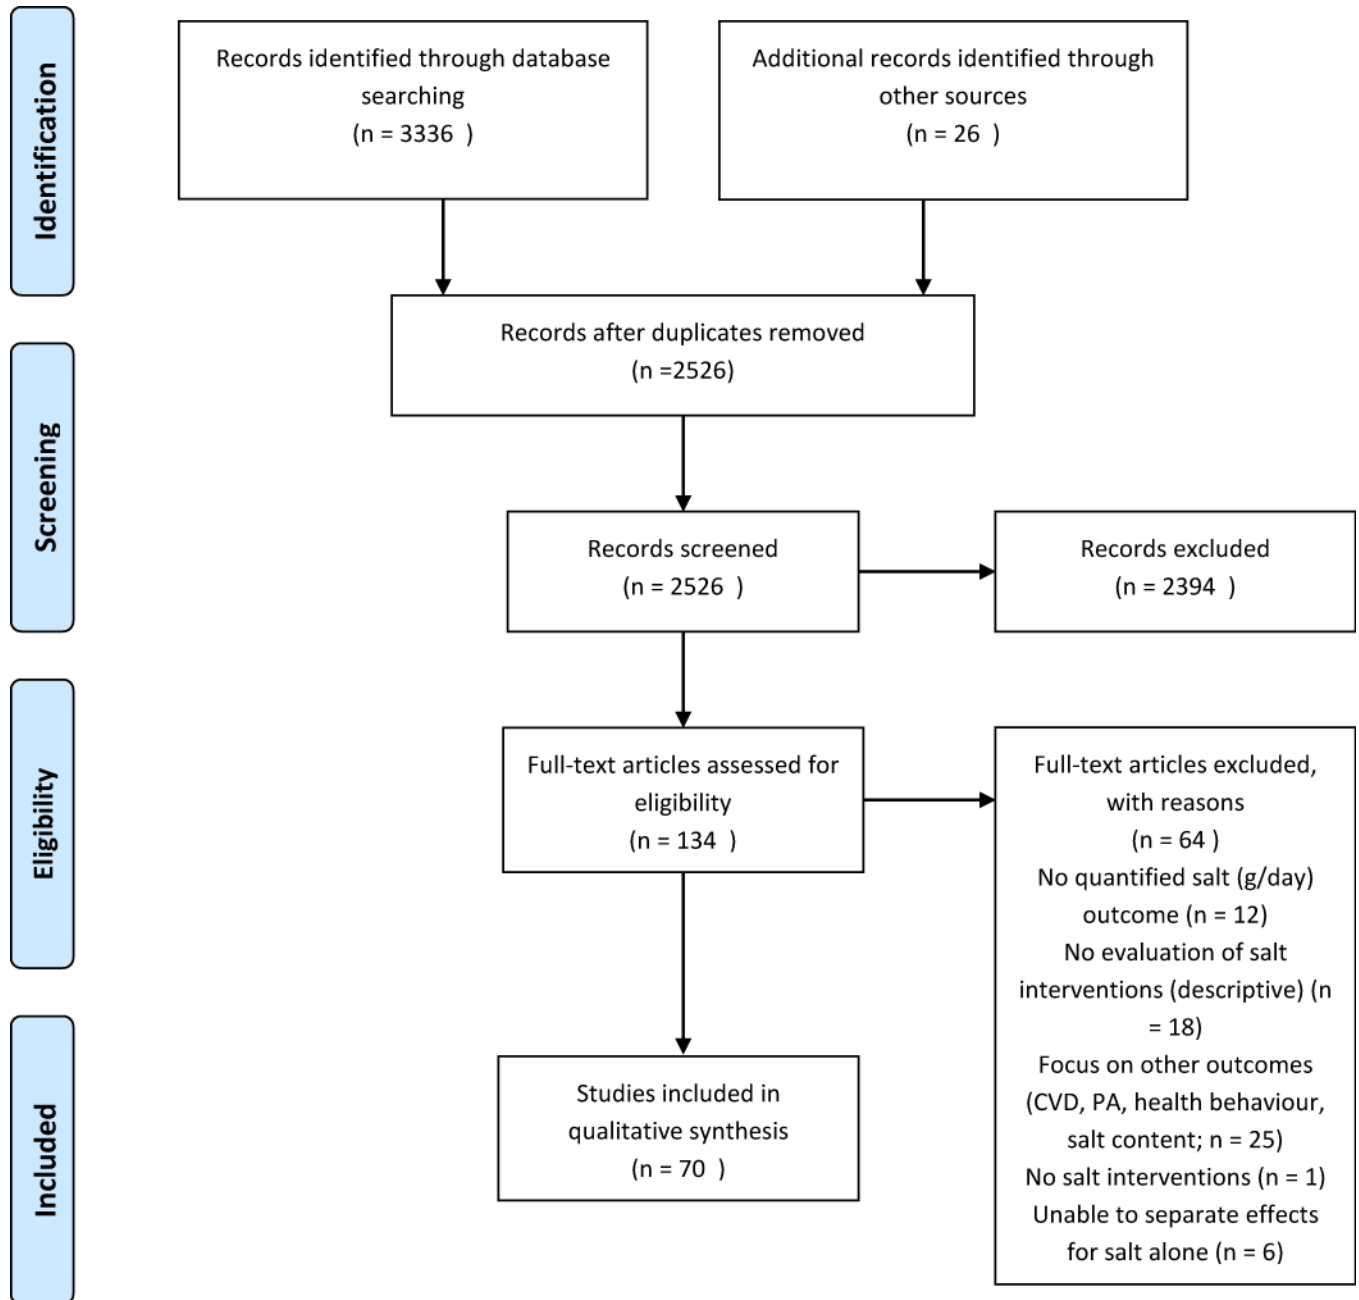 Identification
Records identified through database
searching
(n = 3336  )
Additional records identified through
other sources
(n = 26  )
Records after duplicates removed
(n =2526)
Screening
Records screened
(n = 2526  )
Records excluded
(n = 2394  )
Eligibility
Full-text articles assessed for
eligibility
(n = 134  )
Full-text articles excluded,
with reasons
(n = 64 )
No quantified salt (g/day)
outcome (n = 12)
No evaluation of salt
interventions (descriptive) (n
= 18)
Focus on other outcomes
(CVD, PA, health behaviour,
salt content; n = 25)
No salt interventions (n = 1)
Unable to separate effects
for salt alone (n = 6)
Included
Studies included in
qualitative synthesis
(n = 70  )